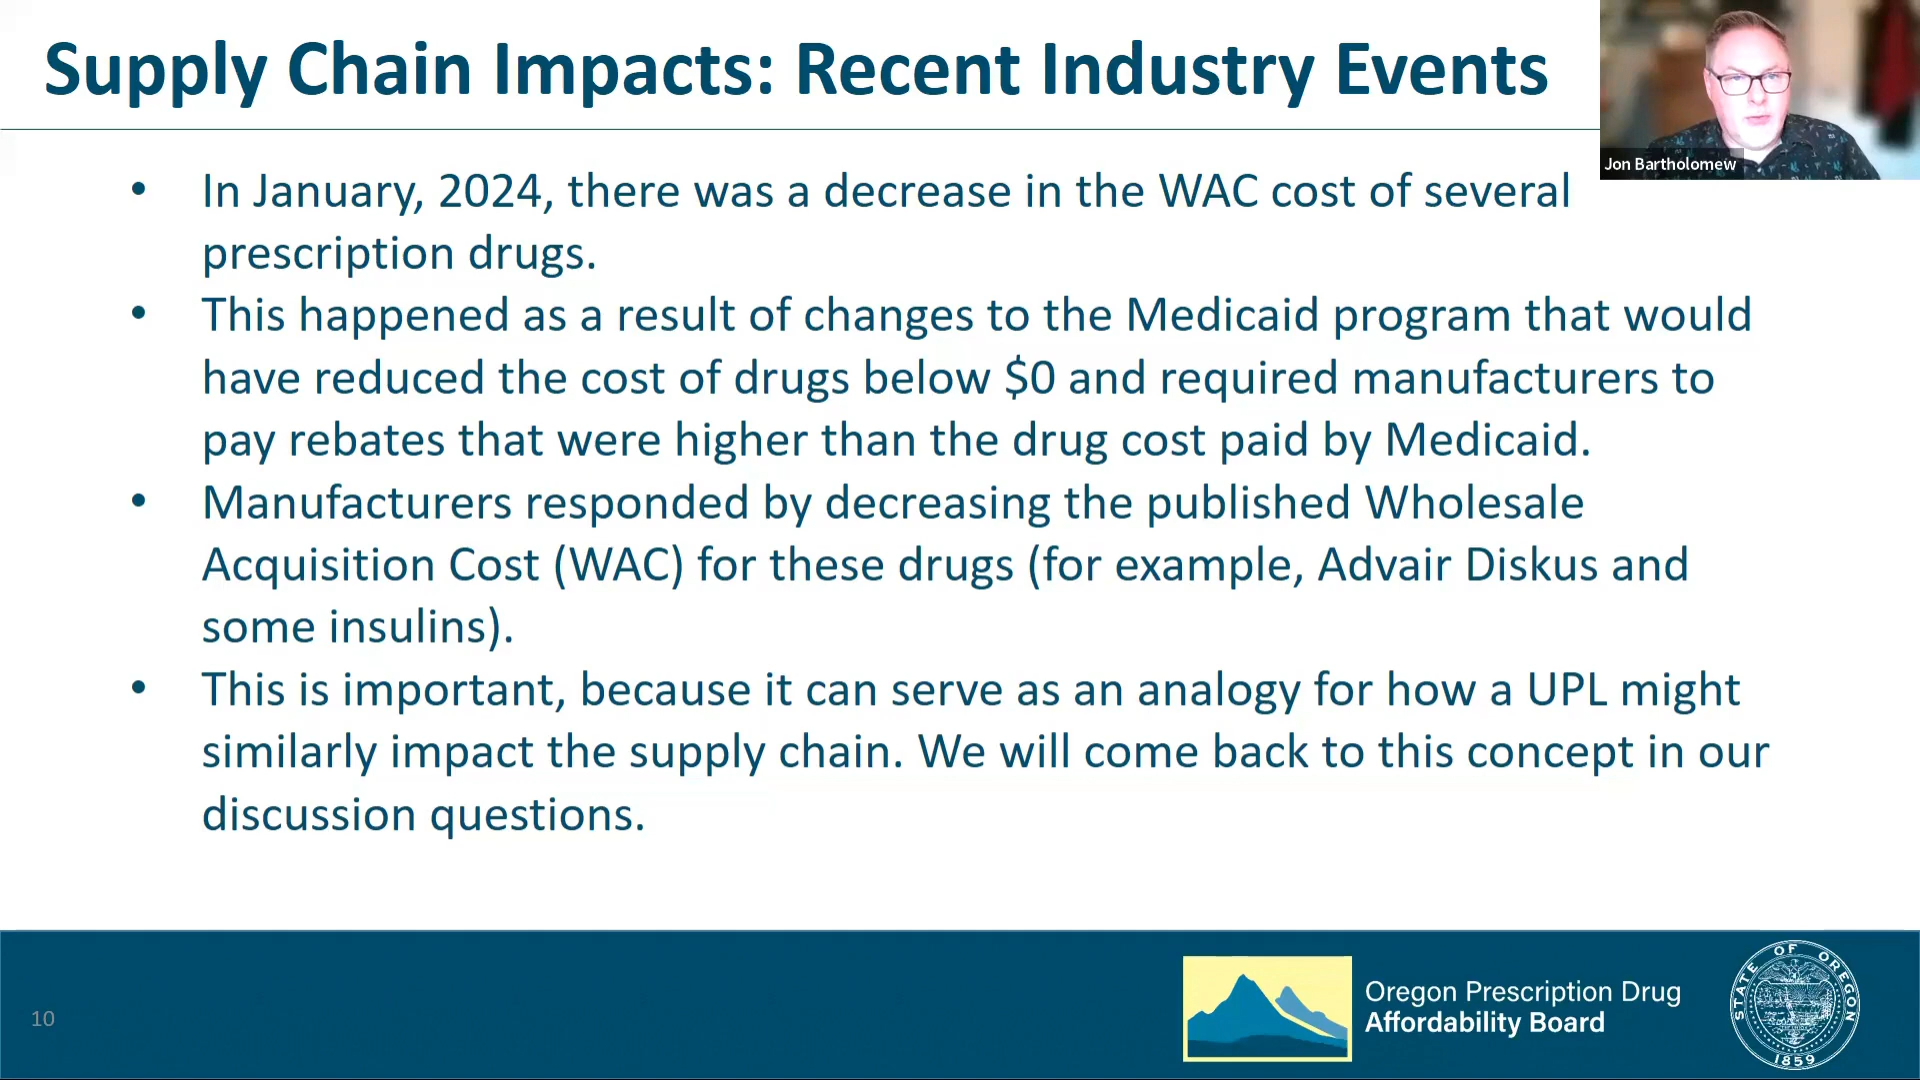 Supply Chain Impacts: Recent Industry Events
Jon Bartholomew
• In January, 2024, there was a decrease in the WAC cost of several
prescription drugs.
• This happened as a result of changes to the Medicaid program that would
have reduced the cost of drugs below $0 and required manufacturers to
pay rebates that were higher than the drug cost paid by Medicaid.
• Manufacturers responded by decreasing the published Wholesale
Acquisition Cost (WAC) for these drugs (for example, Advair Diskus and
some insulins).
• This is important, because it can serve as an analogy for how a UPL might
similarly impact the supply chain. We will come back to this concept in our
discussion questions.
10
Oregon Prescription Drug
Affordability Board
STATE OF OREGON
1859